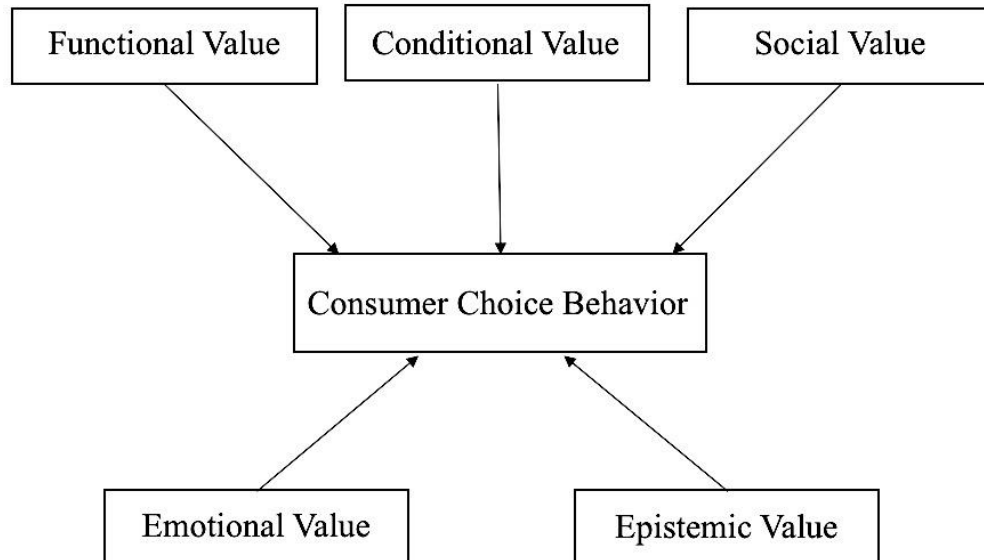 Functional Value
Conditional Value
Social Value
Consumer Choice Behavior
Emotional Value
Epistemic Value